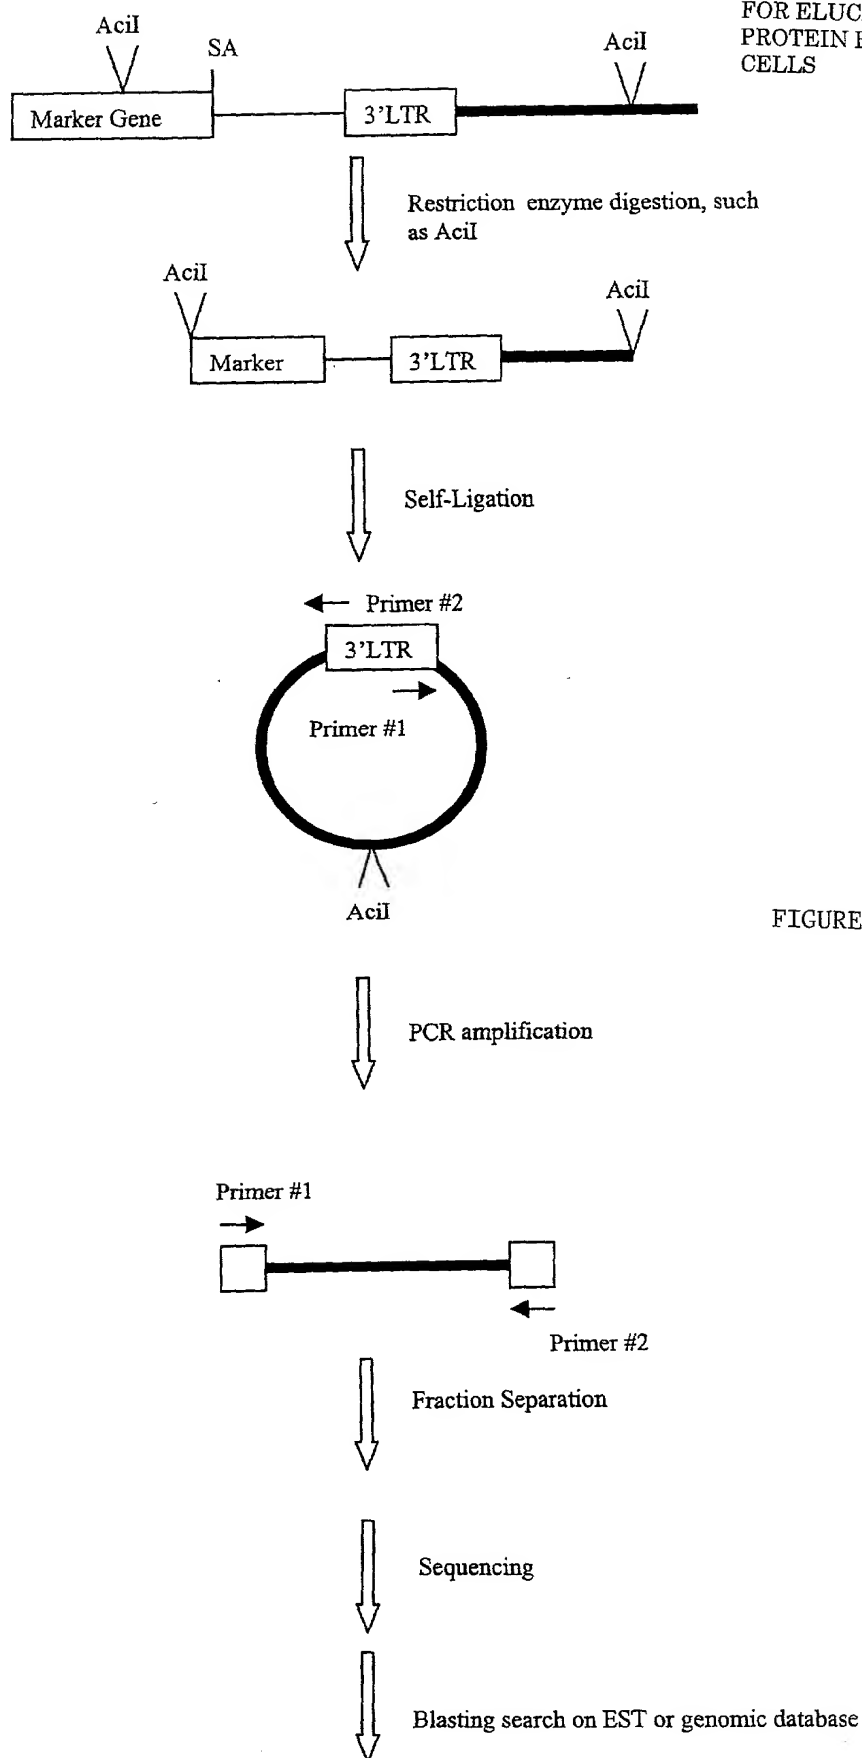 FOR ELUC
PROTEIN
CELLS
AciI
SA
AciI
Marker Gene
3'LTR
Restriction enzyme digestion, such
as AciI
AciI
AciI
Marker
3'LTR
Self-Ligation
Primer #2
3'LTR
Primer #1
AciI
FIGURE
PCR amplification
Primer #1
Primer #2
Fraction Separation
Sequencing
Blasting search on EST or genomic database